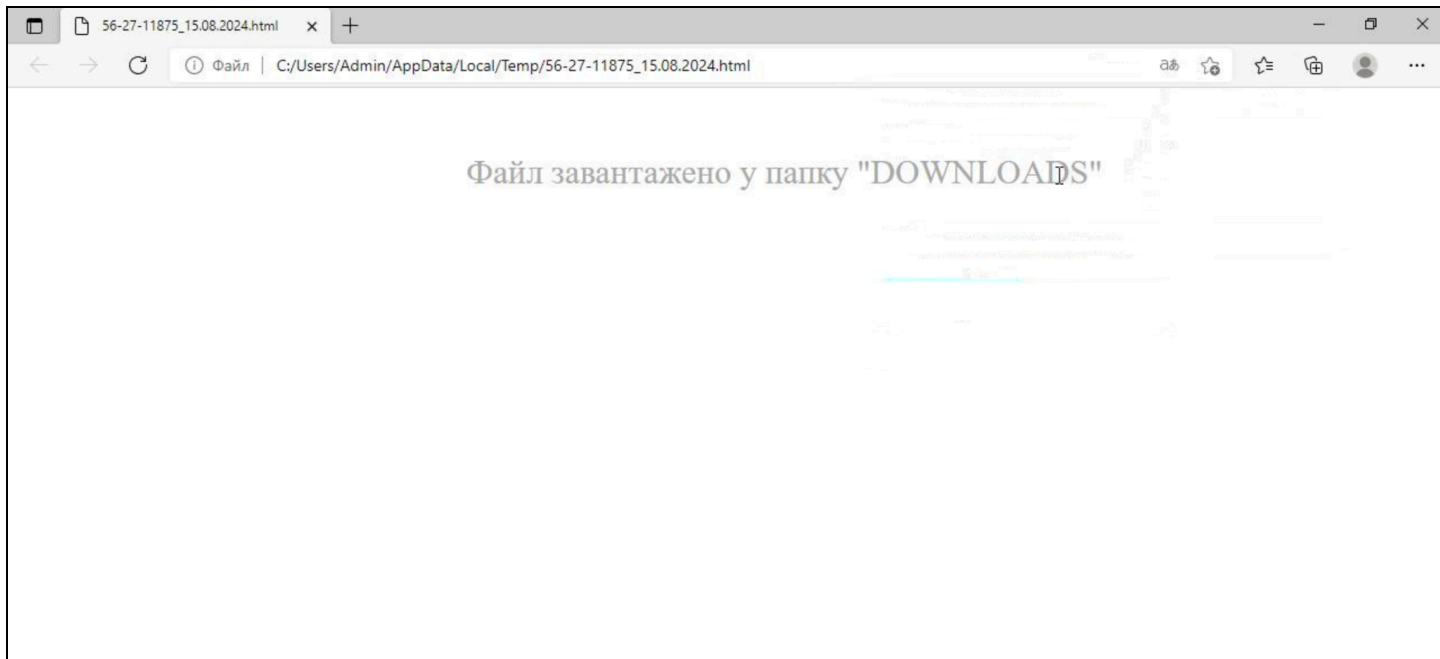 56-27-11875_15.08.2024.html
Файл | C:/Users/Admin/AppData/Local/Temp/56-27-11875_15.08.2024.html
Файл завантажено у папку "DOWNLOADS"